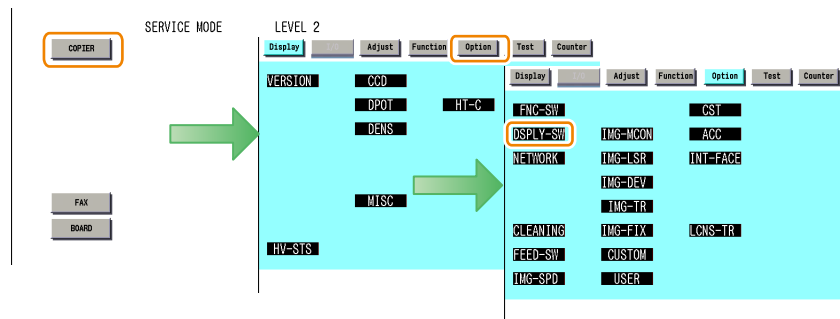 SERVICE MODE LEVEL 2
COPIER
FAX
BOARD
Display I/O Adjust Function Option Test Counter
VERSION CCD
DPOT HT-C
DENS
MISC
HV-STS
Display I/O Adjust Function Option Test Counter
FNC-SW CST
DSPLY-SW IMG-MCON ACC
NETWORK IMG-LSR INT-FACE
IMG-DEV
IMG-TR
CLEANING IMG-FIX LCNS-TR
FEED-SW CUSTOM
IMG-SPD USER